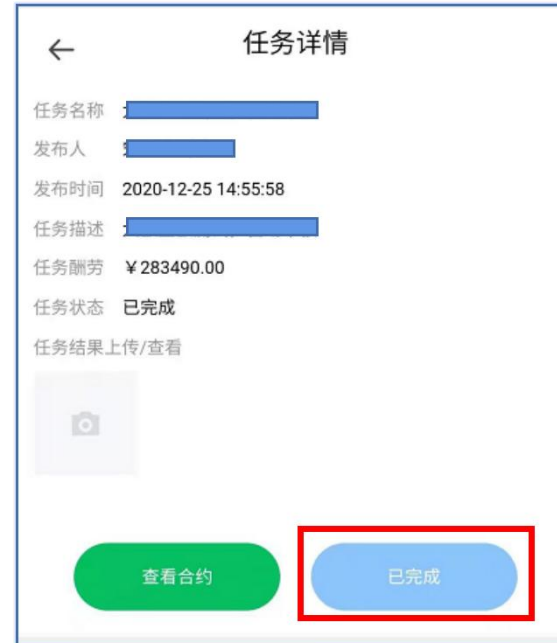 任务详情
任务名称
发布人
发布时间 2020-12-25 14:55:58
任务描述
任务酬劳 ￥283490.00
任务状态 已完成
任务结果上传/查看
查看合约 已完成